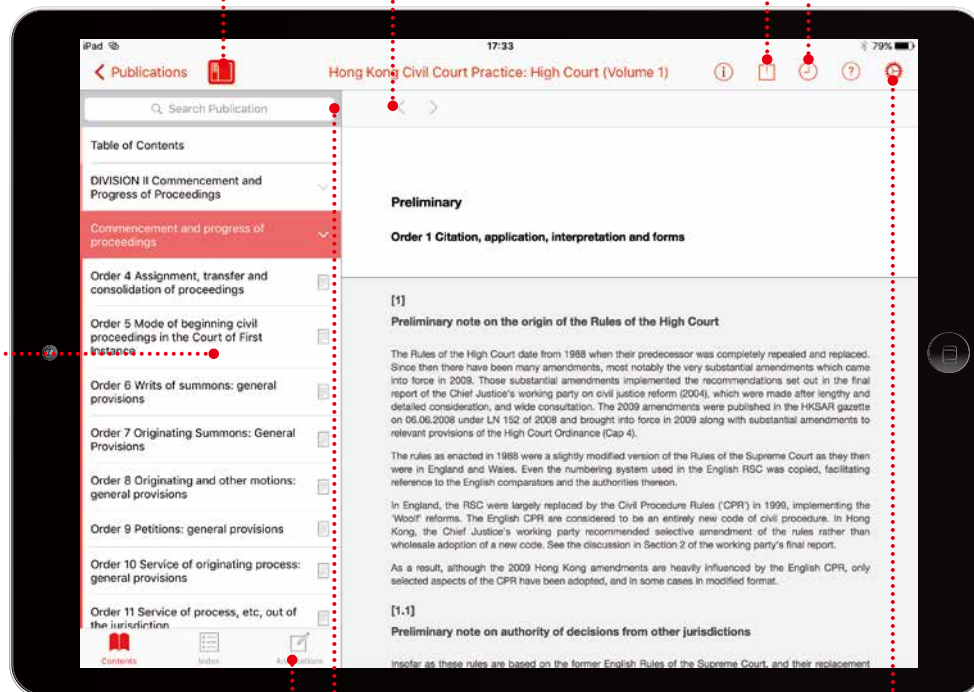 iPad
17:33
79%
Publications
Hong Kong Civil Court Practice: High Court (Volume 1)
Search Publication
Table of Contents
DIVISION II Commencement and
Progress of Proceedings
Commencement and progress of
proceedings
Order 4 Assignment, transfer and
consolidation of proceedings
Order 5 Mode of beginning civil
proceedings in the Court of First
Instance
Order 6 Writs of summons: general
provisions
Order 7 Originating Summons: General
Provisions
Order 8 Originating and other motions:
general provisions
Order 9 Petitions: general provisions
Order 10 Service of originating process:
general provisions
Order 11 Service of process, etc, out of
the jurisdiction
Contents
Index
Annotations
Preliminary
Order 1 Citation, application, interpretation and forms
[1]
Preliminary note on the origin of the Rules of the High Court
The Rules of the High Court date from 1988 when their predecessor was completely repealed and replaced.
Since then there have been many amendments, most notably the very substantial amendments which came
into force in 2009. Those substantial amendments implemented the recommendations set out in the final
report of the Chief Justice's working party on civil justice reform (2004), which were made after lengthy and
detailed consideration, and wide consultation. The 2009 amendments were published in the HKSAR gazette
on 06.06.2008 under LN 152 of 2008 and brought into force in 2009 along with substantial amendments to
relevant provisions of the High Court Ordinance (Cap 4).
The rules as enacted in 1988 were a slightly modified version of the Rules of the Supreme Court as they then
were in England and Wales. Even the numbering system used in the English RSC was copied, facilitating
reference to the English comparators and the authorities thereon.
In England, the RSC were largely replaced by the Civil Procedure Rules ('CPR') in 1999, implementing the
'Woolf' reforms. The English CPR are considered to be an entirely new code of civil procedure. In Hong
Kong, the Chief Justice's working party recommended selective amendment of the rules rather than
wholesale adoption of a new code. See the discussion in Section 2 of the working party's final report.
As a result, although the 2009 Hong Kong amendments are heavily influenced by the English CPR, only
selected aspects of the CPR have been adopted, and in some cases in modified format.
[1.1]
Preliminary note on authority of decisions from other jurisdictions
Insofar as these rules are based on the former English Rules of the Supreme Court, and their replacement